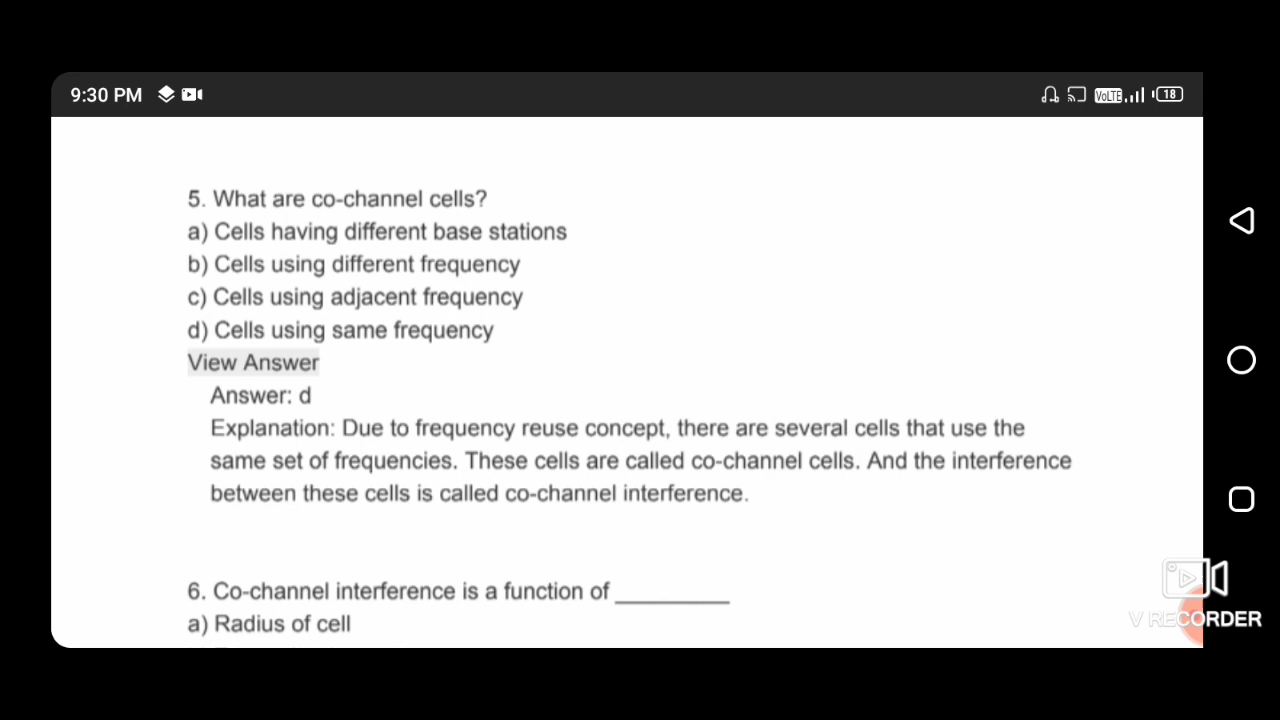 9:30 PM
VoLTE
18
5. What are co-channel cells?
a) Cells having different base stations
b) Cells using different frequency
c) Cells using adjacent frequency
d) Cells using same frequency
View Answer
Answer: d
Explanation: Due to frequency reuse concept, there are several cells that use the
same set of frequencies. These cells are called co-channel cells. And the interference
between these cells is called co-channel interference.
6. Co-channel interference is a function of _________
a) Radius of cell
V RECORDER